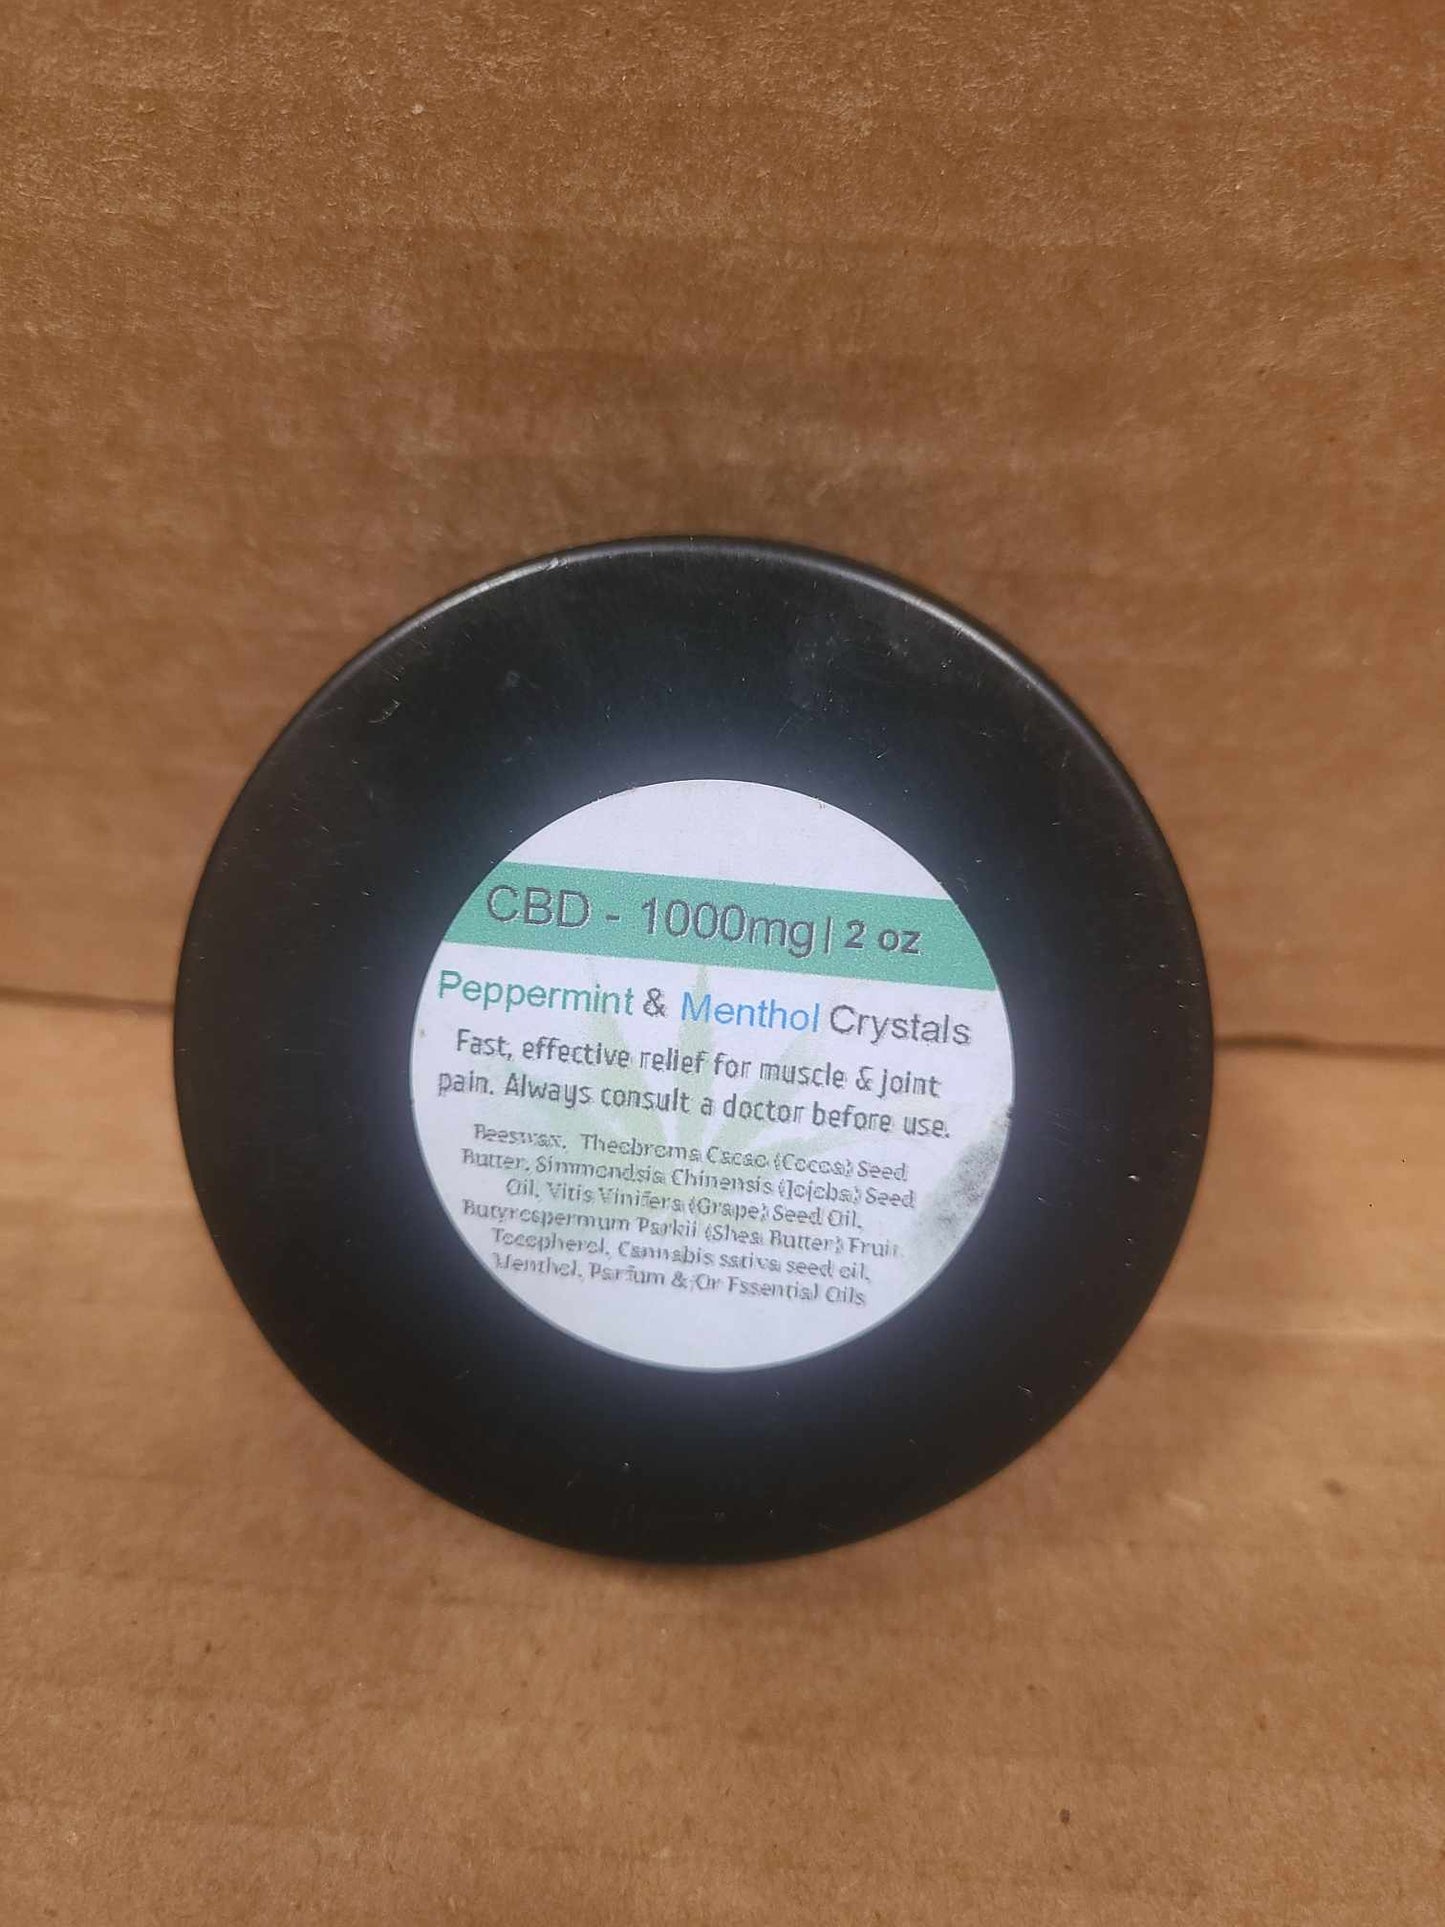 CBD - 1000mg| 2 oz
Peppermint & Menthol Crystals
Fast, effective relief for muscle & joint
pain. Always consult a doctor before use.
Beeswax, Theobroma Cacao (Cocoa) Seed
Butter, Simmondsia Chinensis (Jojoba) Seed
Oil, Vitis Vinifera (Grape) Seed Oil,
Butyrospermum Parkii (Shea Butter) Fruit
Tocopherol, Cannabis sativa seed oil,
Menthol, Parfum &/Or Essential Oils